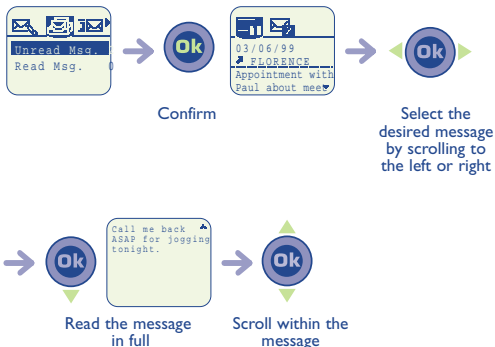 Unread Msg.
Read Msg. 0
Ok
03/06/99
FLORENCE
Appointment with
Paul about meet
Ok
Confirm
Select the
desired message
by scrolling to
the left or right
Ok
Call me back
ASAP for jogging
tonight.
Ok
Read the message
in full
Scroll within the
message